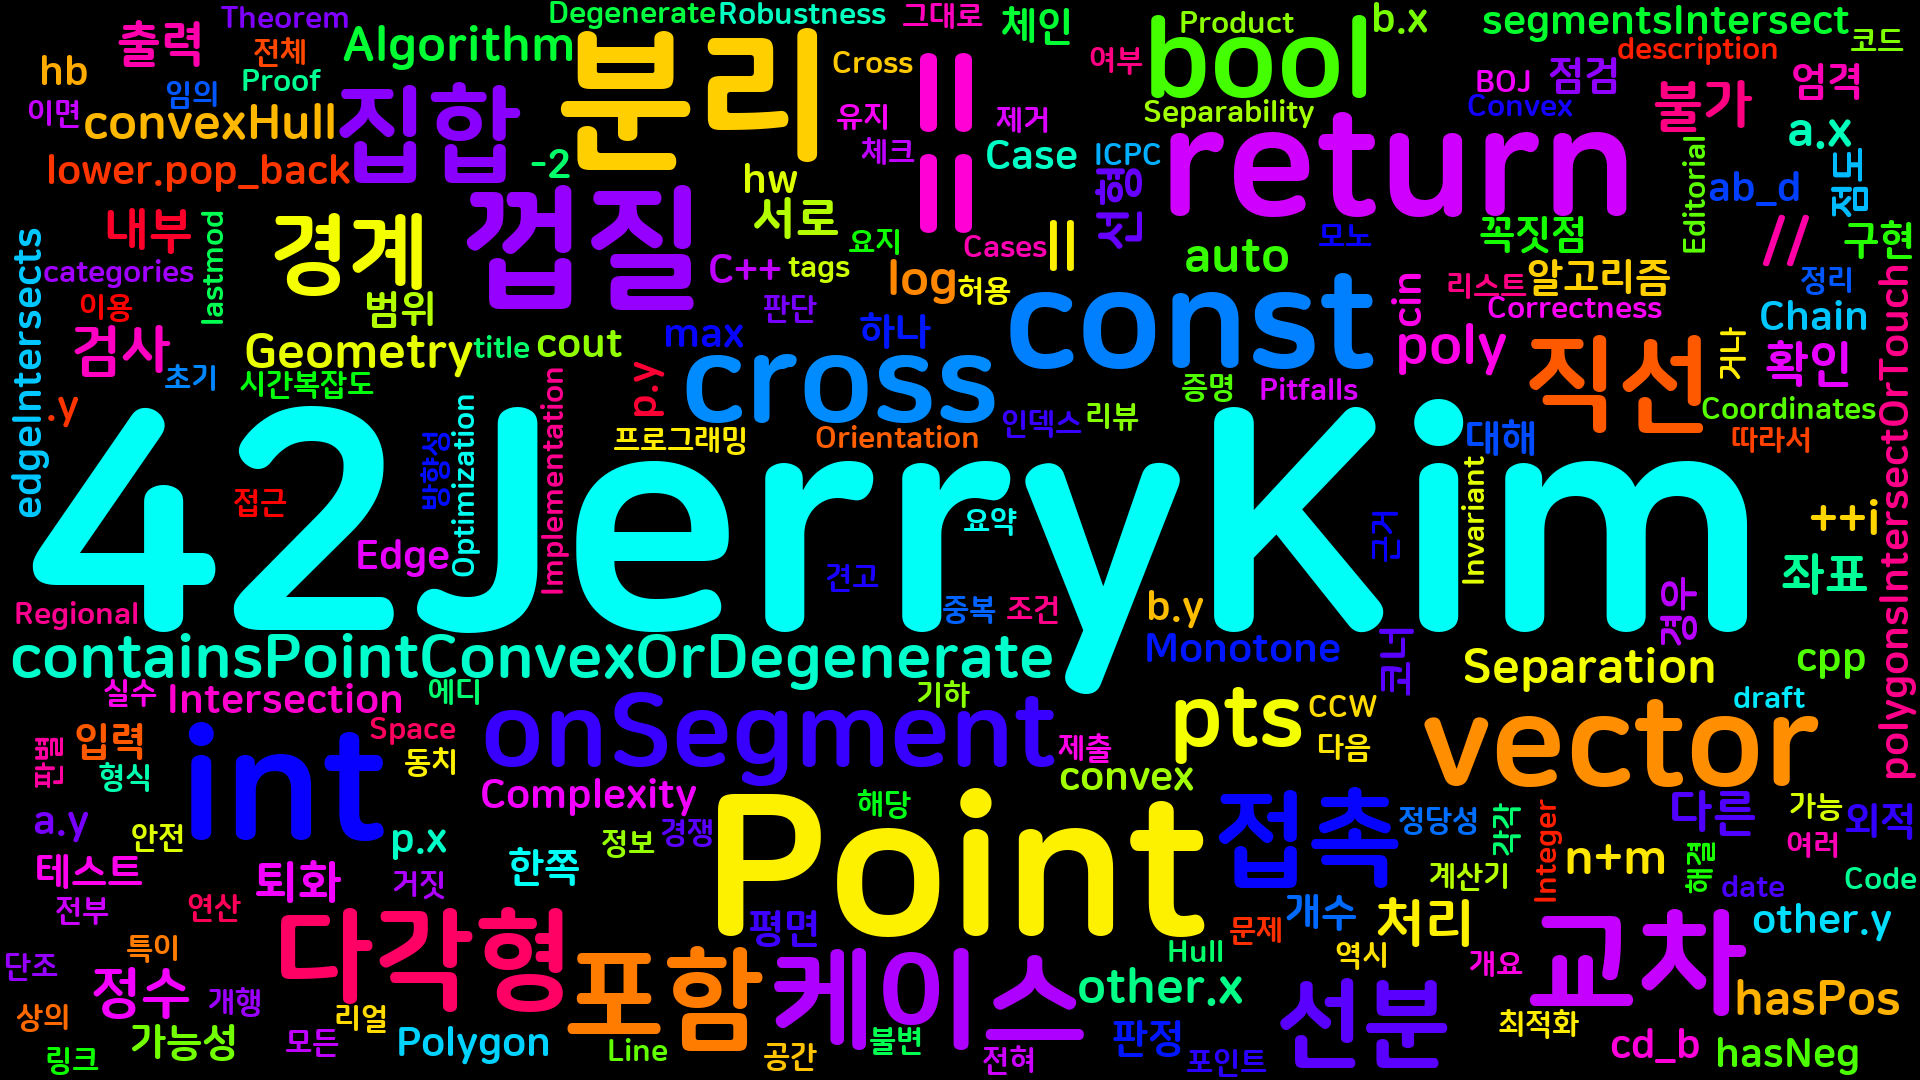 Theorem
Degenerate
Robustness
그대로
체인
Product
b.x
segmentsIntersect
코드
출력
전체
Algorithm
분리
Cross
||
여부
bool
description
hb
Proof
집합
BOJ
점검
불가
엄격
이면
임의
convexHull
유지
제거
Separability
Convex
a.x
lower.pop_back
-2
체크
||
Case
ICPC
return
Editorial
ab_d
점도
내부
lastmod
경계
껍질
hw
서로
요지
Cases
||
선형
모노
꼭짓점
//
구현
edgeIntersects
categories
이용
범위
C++
tags
log
허용
auto
cin
리스트
알고리즘
정리
검사
초기
Geometry
title
cout
판단
max
하나
const
poly
Correctness
Chain
시간복잡도
p.y
cross
증명
Pitfalls
직선
거나
확인
.y
Implementation
프로그래밍
Orientation
인덱스
리뷰
대해
Coordinates
따라서
polygonsIntersectOrTouch
42JerryKim
접근
방향성
Optimization
요약
근거
Invariant
++i
Edge
견고
좌표
Regional
중복
조건
b.y
경우
containsPointConvexOrDegenerate
Monotone
코너
Separation
cpp
실수
Intersection
에디
기하
draft
판별
입력
형식
int
Space
동치
onSegment
제출
convex
pts
CCW
다음
vector
a.y
안전
p.x
Complexity
정보
경쟁
해당
Point
접촉
정당성
각각
Integer
다른
가능
여러
외적
테스트
전부
연산
퇴화
거짓
한쪽
계산기
n+m
해결
date
Code
특이
다각형
평면
개수
문제
처리
교차
other.y
단조
정수
개행
포함
케이스
Hull
역시
개요
other.x
hasPos
상의
링크
가능성
모든
리얼
Polygon
Line
공간
불변
전혀
판정
포인트
선분
최적화
cd_b
hasNeg